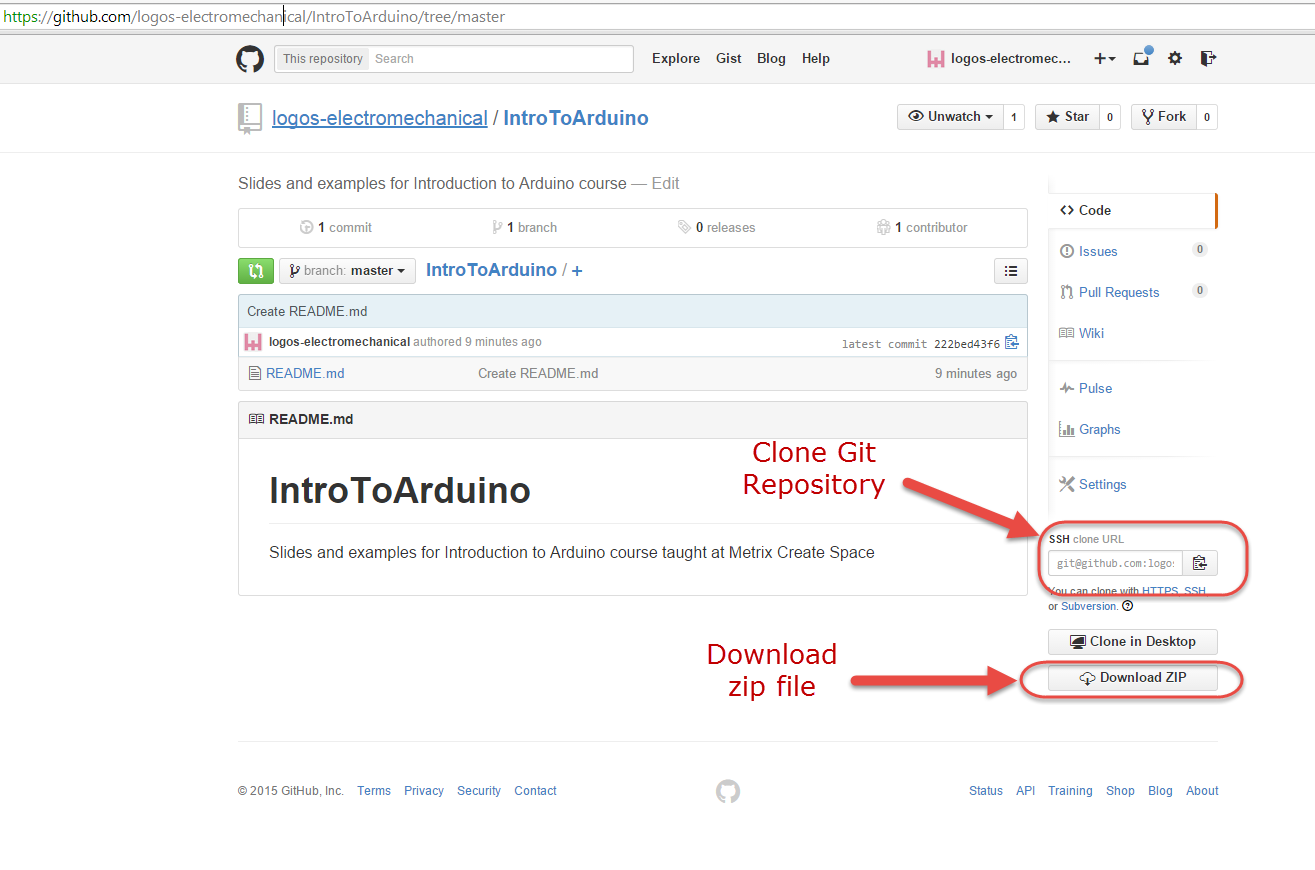 https://github.com/logos-electromechanical/IntroToArduino/tree/master
This repository Search Explore Gist Blog Help logos-electromec... +
logos-electromechanical / IntroToArduino Unwatch 1 Star 0 Fork 0
Slides and examples for Introduction to Arduino course — Edit
1 commit 1 branch 0 releases 1 contributor
branch: master IntroToArduino / +
Create README.md
logos-electromechanical authored 9 minutes ago latest commit 222bed43f6
README.md Create README.md 9 minutes ago
README.md
IntroToArduino
Slides and examples for Introduction to Arduino course taught at Metrix Create Space
Code
Issues 0
Pull Requests 0
Wiki
Pulse
Graphs
Settings
Clone Git
Repository
SSH clone URL
git@github.com:logos
You can clone with HTTPS, SSH,
or Subversion. ?
Clone in Desktop
Download
zip file
Download ZIP
© 2015 GitHub, Inc. Terms Privacy Security Contact Status API Training Shop Blog About